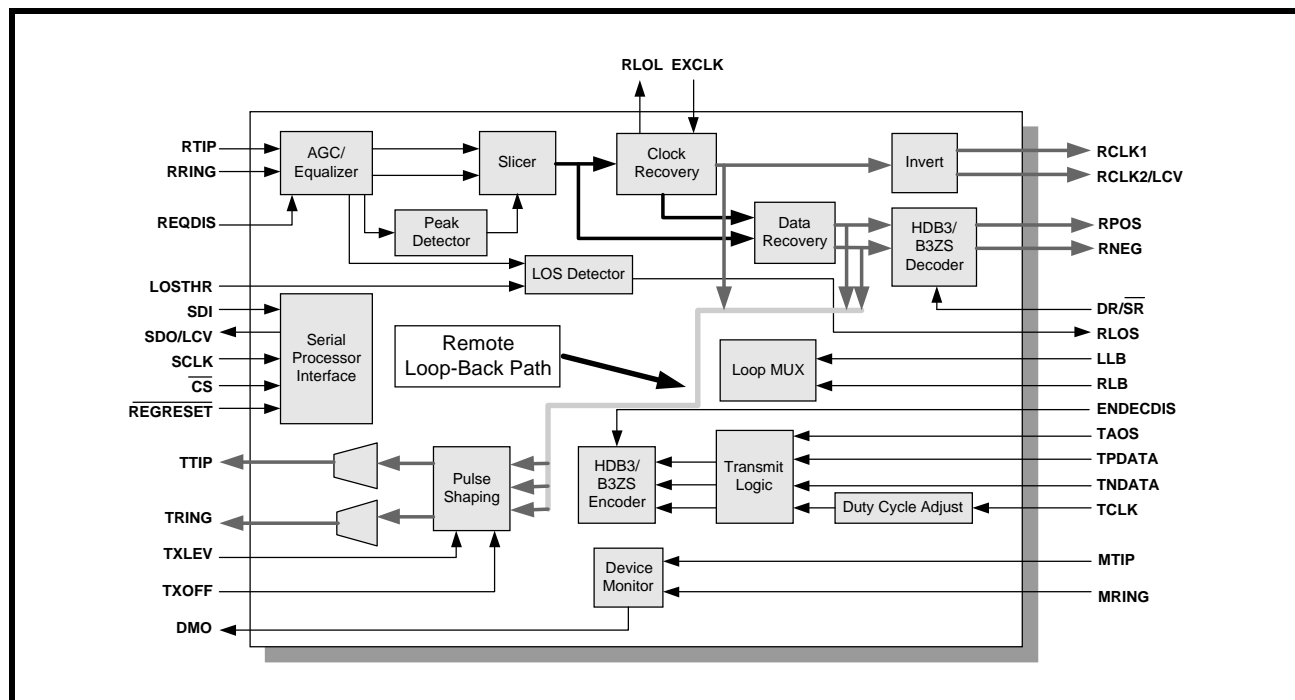 RLOL EXCLK
RTIP
RRING
REQDIS
LOSTHR
SDI
SDO/LCV
SCLK
CS
REGRESET
TTIP
TRING
TXLEV
TXOFF
DMO
AGC/
Equalizer
Slicer
Peak
Detector
LOS Detector
Clock
Recovery
Data
Recovery
Invert
HDB3/
B3ZS
Decoder
Serial
Processor
Interface
Remote
Loop-Back Path
Loop MUX
Pulse
Shaping
HDB3/
B3ZS
Encoder
Transmit
Logic
Duty Cycle Adjust
Device
Monitor
RCLK1
RCLK2/LCV
RPOS
RNEG
DR/SR
RLOS
LLB
RLB
ENDECDIS
TAOS
TPDATA
TNDATA
TCLK
MTIP
MRING